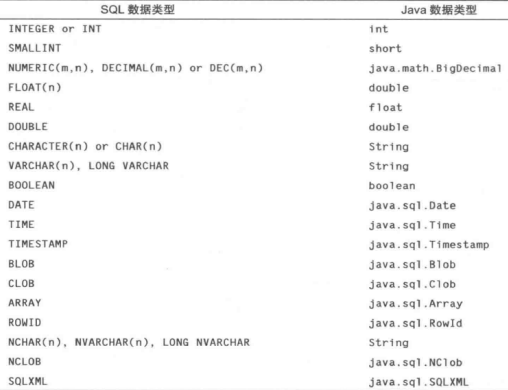 SQL 数据类型 Java 数据类型
INTEGER or INT int
SMALLINT short
NUMERIC(m,n), DECIMAL(m,n) or DEC(m,n) java.math.BigDecimal
FLOAT(n) double
REAL float
DOUBLE double
CHARACTER(n) or CHAR(n) String
VARCHAR(n), LONG VARCHAR String
BOOLEAN boolean
DATE java.sql.Date
TIME java.sql.Time
TIMESTAMP java.sql.Timestamp
BLOB java.sql.Blob
CLOB java.sql.Clob
ARRAY java.sql.Array
ROWID java.sql.RowId
NCHAR(n), NVARCHAR(n), LONG NVARCHAR String
NCLOB java.sql.NClob
SQLXML java.sql.SQLXML